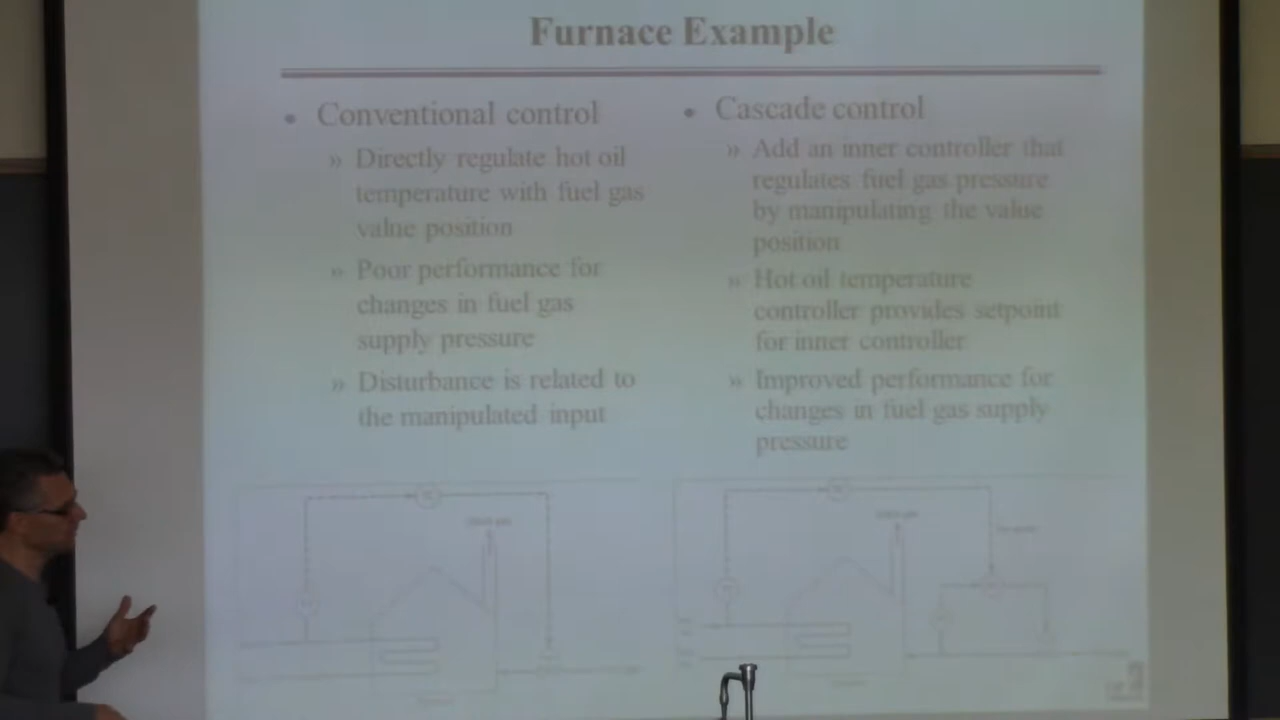 Furnace Example
• Conventional control
» Directly regulate hot oil
temperature with fuel gas
value position
» Poor performance for
changes in fuel gas
supply pressure
» Disturbance is related to
the manipulated input
• Cascade control
» Add an inner controller that
regulates fuel gas pressure
by manipulating the value
position
» Hot oil temperature
controller provides setpoint
for inner controller
» Improved performance for
changes in fuel gas supply
pressure